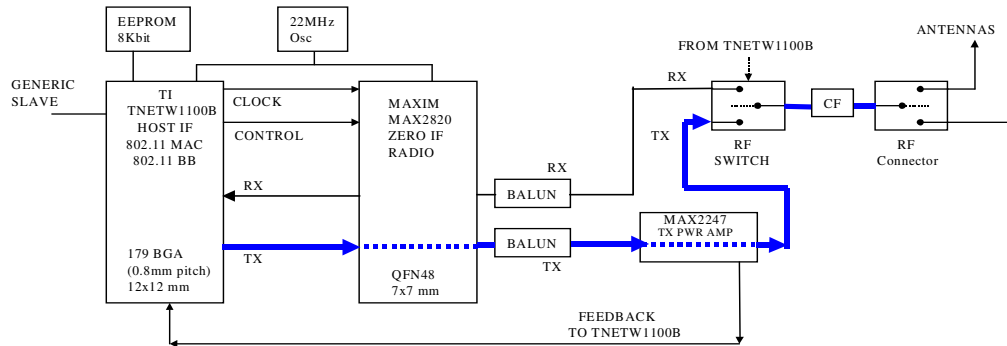 EEPROM
8Kbit
22MHz
Osc
GENERIC
SLAVE
TI
TNETW1100B
HOST IF
802.11 MAC
802.11 BB
179 BGA
(0.8mm pitch)
12x12 mm
CLOCK
CONTROL
RX
TX
MAXIM
MAX2820
ZERO IF
RADIO
QFN48
7x7 mm
BALUN
RX
BALUN
TX
MAX2247
TX PWR AMP
FROM TNETW1100B
RX
TX
RF
SWITCH
CF
ANTENNAS
RF
Connector
FEEDBACK
TO TNETW1100B